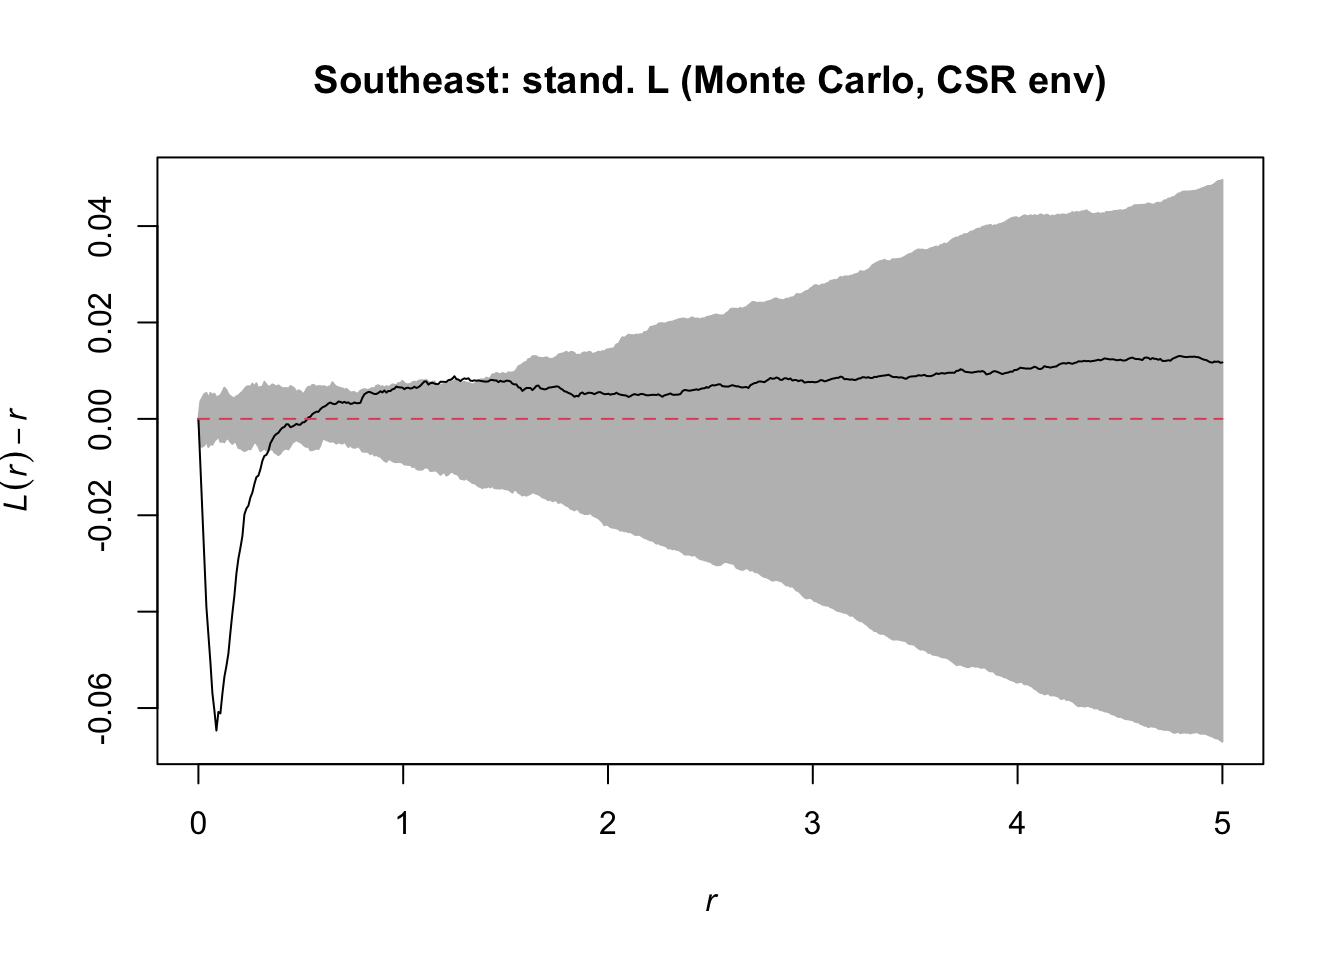 Southeast: stand. L (Monte Carlo, CSR env)
L(r) − r
0.04
0.02
0.00
-0.02
-0.06
0 1 2 3 4 5
r